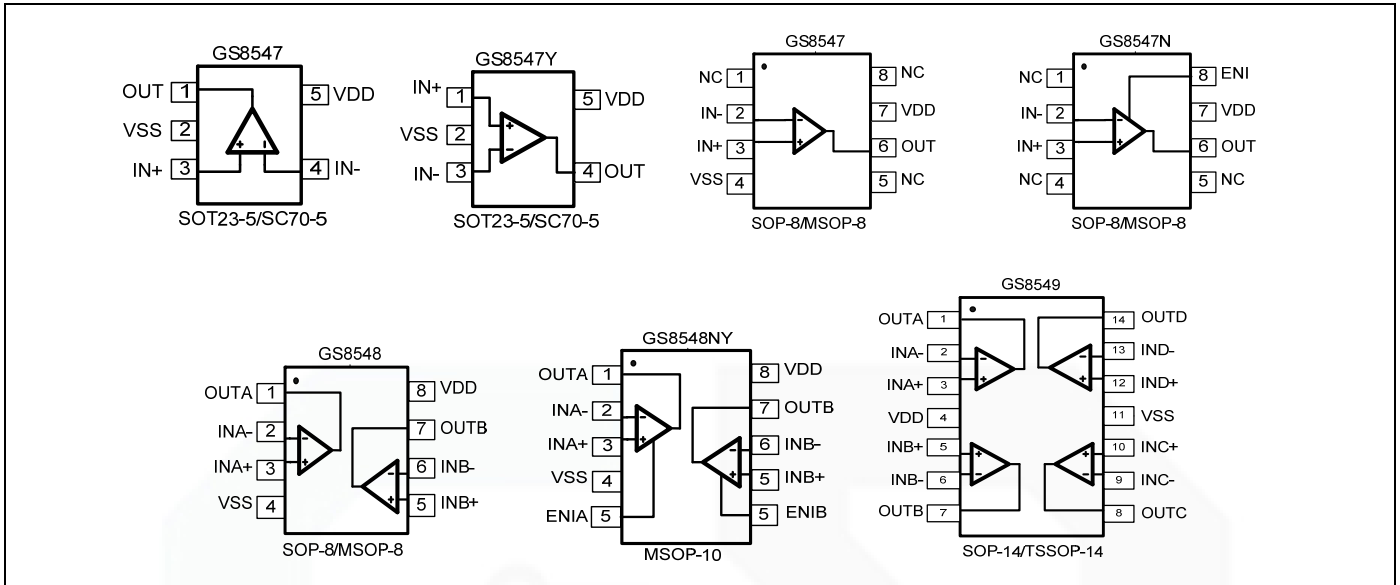 GS8547
OUT 1
5 VDD
VSS 2
IN+ 3
4 IN-
+ -
SOT23-5/SC70-5
GS8547Y
IN+ 1
5 VDD
VSS 2
IN- 3
4 OUT
+
-
SOT23-5/SC70-5
GS8547
NC 1
8 NC
IN- 2
7 VDD
IN+ 3
6 OUT
VSS 4
5 NC
-
+
SOP-8/MSOP-8
GS8547N
NC 1
8 ENI
IN- 2
7 VDD
IN+ 3
6 OUT
NC 4
5 NC
-
+
SOP-8/MSOP-8
GS8548
OUTA 1
8 VDD
INA- 2
7 OUTB
INA+ 3
6 INB-
VSS 4
5 INB+
- -
+ +
SOP-8/MSOP-8
GS8548NY
OUTA 1
8 VDD
INA- 2
7 OUTB
INA+ 3
6 INB-
VSS 4
5 INB+
ENIA 5
5 ENIB
- -
+ +
MSOP-10
GS8549
OUTA 1
14 OUTD
INA- 2
13 IND-
INA+ 3
12 IND+
VDD 4
11 VSS
INB+ 5
10 INC+
INB- 6
9 INC-
OUTB 7
8 OUTC
- -
+ +
+ +
- -
SOP-14/TSSOP-14